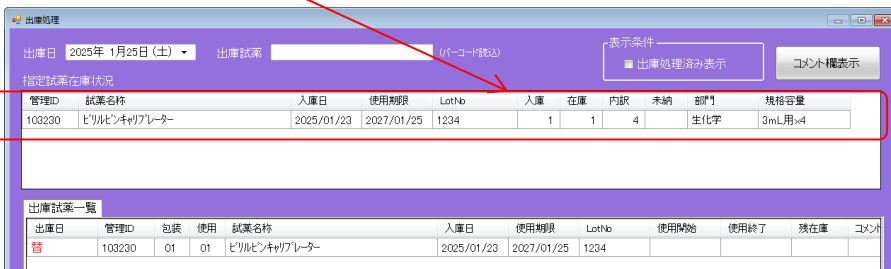 出庫処理
出庫日 2025年 1月25日 (土) 出庫試薬 (バーコード読込) 表示条件 出庫処理済み表示 コメント欄表示
指定試薬在庫状況
管理ID 試薬名称 入庫日 使用期限 LotNo 入庫 在庫 内訳 未納 部門 規格容量
103230 ビリルビンキャリブレーター 2025/01/23 2027/01/25 1234 1 1 4 生化学 3mL用×4
出庫試薬一覧
出庫日 管理ID 包装 使用 試薬名称 入庫日 使用期限 LotNo 使用開始 使用終了 残在庫 コメント
替 103230 01 01 ビリルビンキャリブレーター 2025/01/23 2027/01/25 1234